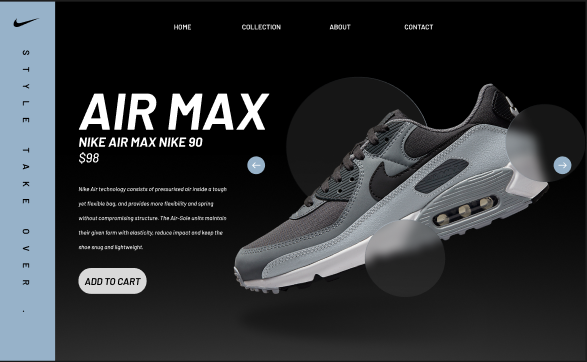 HOME COLLECTION ABOUT CONTACT
STYLE TAKE OVER.
AIR MAX
NIKE AIR MAX NIKE 90
$98
Nike Air technology consists of pressurised air inside a tough
yet flexible bag, and provides more flexibility and spring
without compromising structure. The Air-Sole units maintain
their given form with elasticity, reduce impact and keep the
shoe snug and lightweight.
ADD TO CART